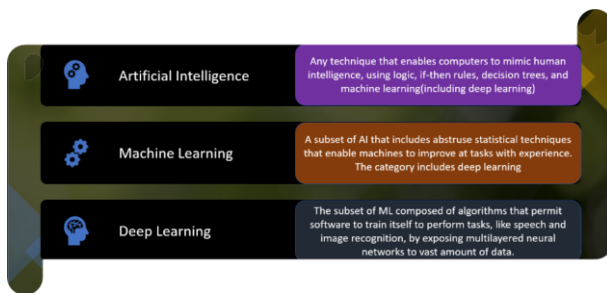 Artificial Intelligence
Any technique that enables computers to mimic human
intelligence, using logic, if-then rules, decision trees, and
machine learning(including deep learning)
Machine Learning
A subset of AI that includes abstruse statistical techniques
that enable machines to improve at tasks with experience.
The category includes deep learning
Deep Learning
The subset of ML composed of algorithms that permit
software to train itself to perform tasks, like speech and
image recognition, by exposing multilayered neural
networks to vast amount of data.